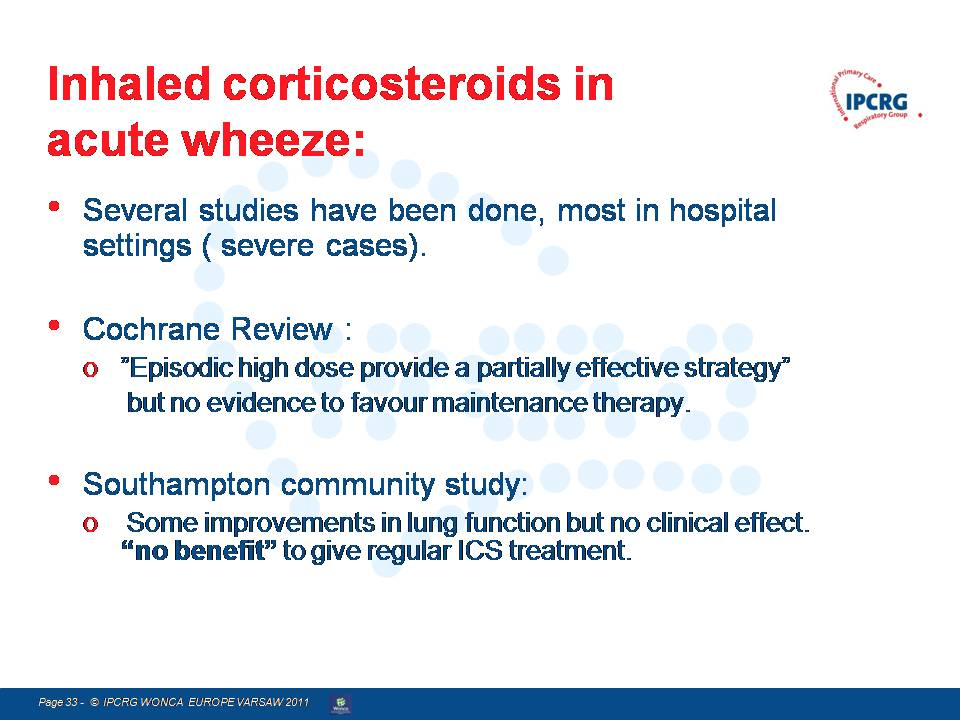 Inhaled corticosteroids in
acute wheeze:
International Primary Care
IPCRG
Respiratory Group
• Several studies have been done, most in hospital
settings ( severe cases).
• Cochrane Review :
o ”Episodic high dose provide a partially effective strategy”
but no evidence to favour maintenance therapy.
• Southampton community study:
o Some improvements in lung function but no clinical effect.
“no benefit” to give regular ICS treatment.
Page 33 - © IPCRG WONCA EUROPE VARSAW 2011
Wonca